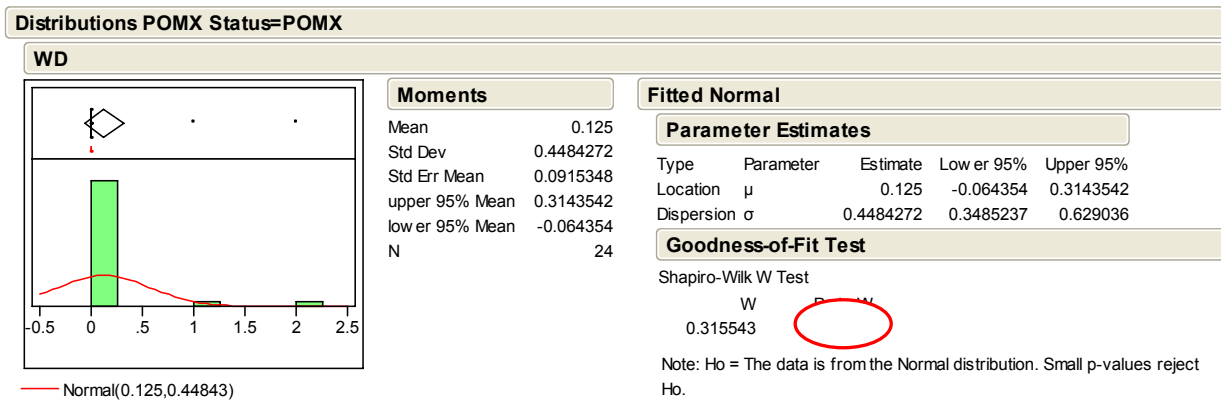 Distributions POMX Status=POMX
WD
-0.5 0 .5 1 1.5 2 2.5
Normal(0.125,0.44843)
Moments
Mean 0.125
Std Dev 0.4484272
Std Err Mean 0.0915348
upper 95% Mean 0.3143542
lower 95% Mean -0.064354
N 24
Fitted Normal
Parameter Estimates
Type Parameter Estimate Lower 95% Upper 95%
Location μ 0.125 -0.064354 0.3143542
Dispersion σ 0.4484272 0.3485237 0.629036
Goodness-of-Fit Test
Shapiro-Wilk W Test
W
0.315543
Note: Ho = The data is from the Normal distribution. Small p-values reject
Ho.